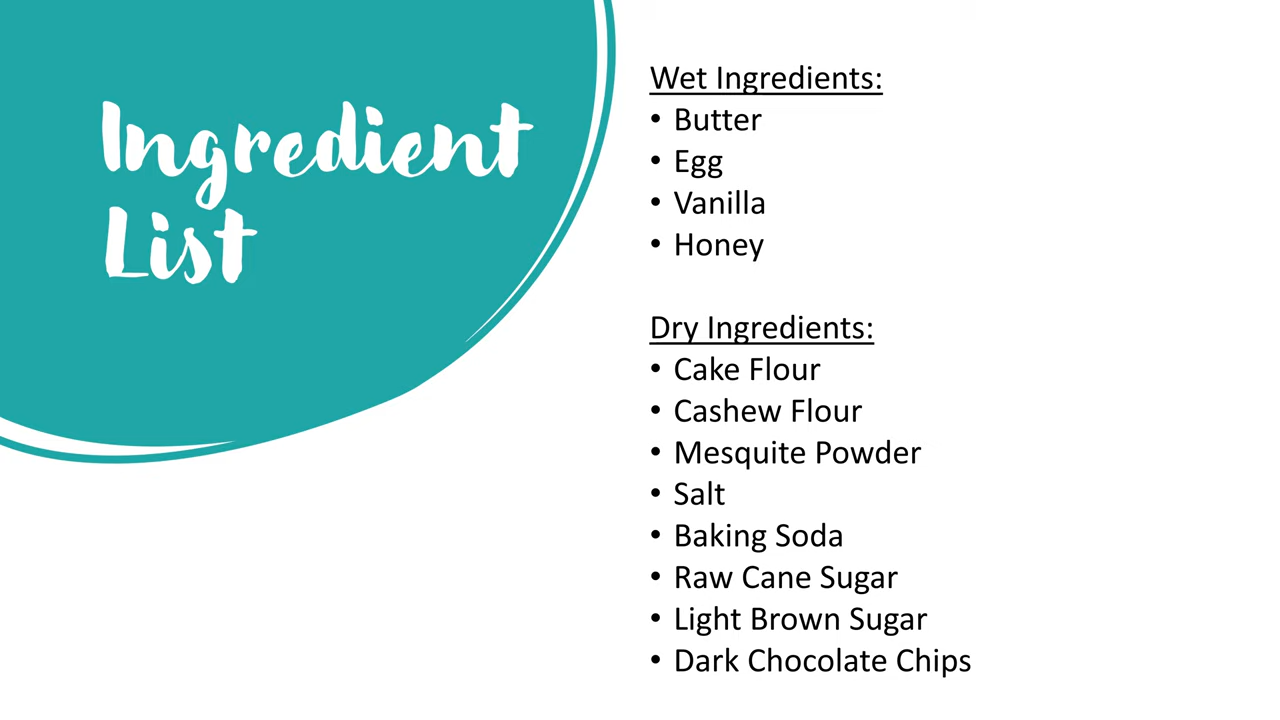 Ingredient
List
Wet Ingredients:
• Butter
• Egg
• Vanilla
• Honey
Dry Ingredients:
• Cake Flour
• Cashew Flour
• Mesquite Powder
• Salt
• Baking Soda
• Raw Cane Sugar
• Light Brown Sugar
• Dark Chocolate Chips